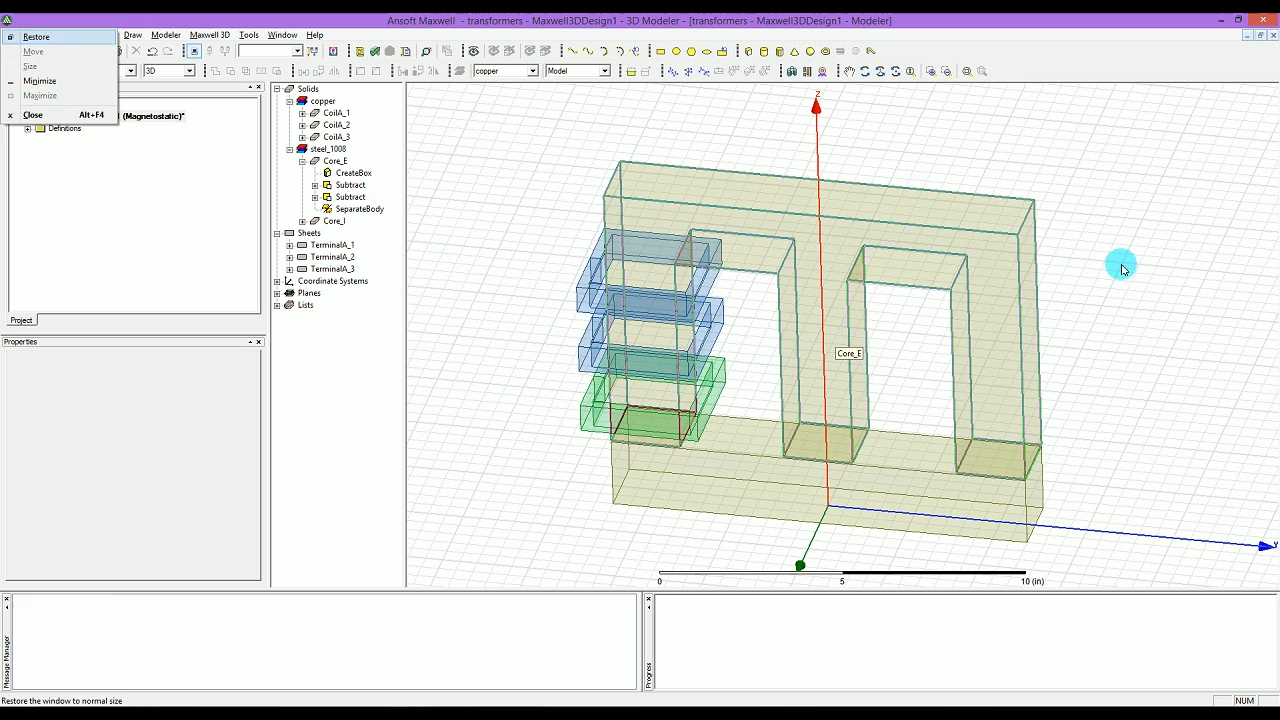 Ansoft Maxwell - transformers - Maxwell3DDesign1 - 3D Modeler - [transformers - Maxwell3DDesign1 - Modeler]
Draw Modeler Maxwell 3D Tools Window Help
Restore
Move
Size
Minimize
Maximize
Close Alt+F4
3D
copper
Model
(Magnetostatic)*
Definitions
Project
Properties
Solids
copper
CoilA_1
CoilA_2
CoilA_3
steel_1008
Core_E
CreateBox
Subtract
Subtract
SeparateBody
Core_I
Sheets
TerminalA_1
TerminalA_2
TerminalA_3
Coordinate Systems
Planes
Lists
Z
Core_E
Y
0 5 10 (in)
Message Manager
Progress
Restore the window to normal size
NUM